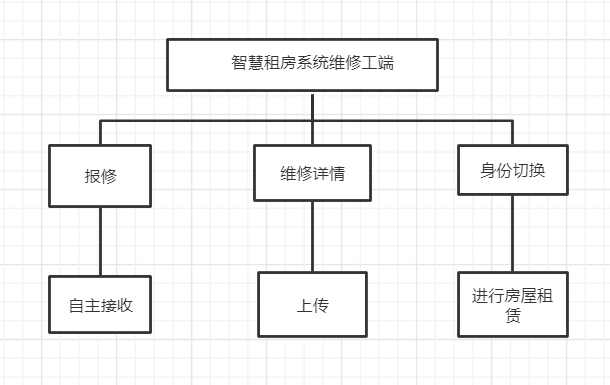 智慧租房系统维修工端
报修
维修详情
身份切换
自主接收
上传
进行房屋租
赁